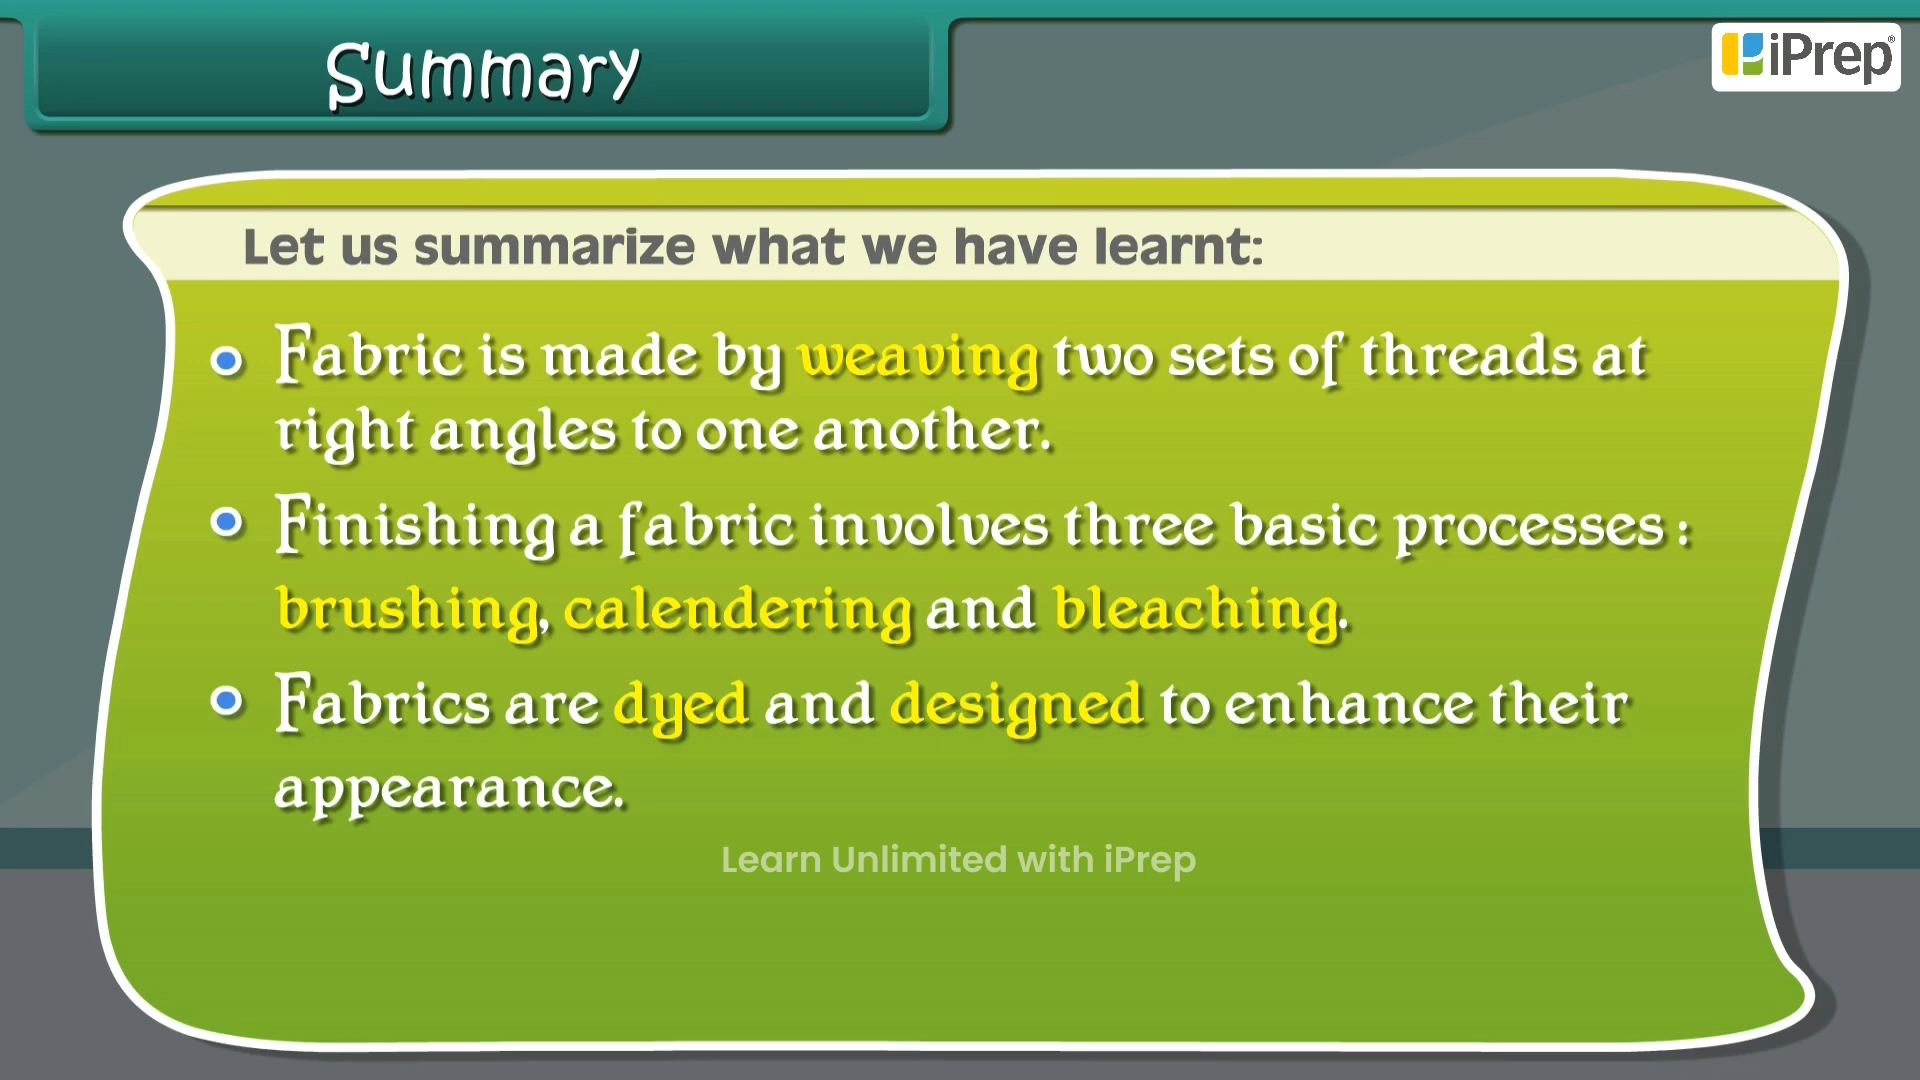 Summary
iPrep®
Let us summarize what we have learnt:
Fabric is made by weaving two sets of threads at
right angles to one another.
Finishing a fabric involves three basic processes :
brushing, calendering and bleaching.
Fabrics are dyed and designed to enhance their
appearance.
Learn Unlimited with iPrep